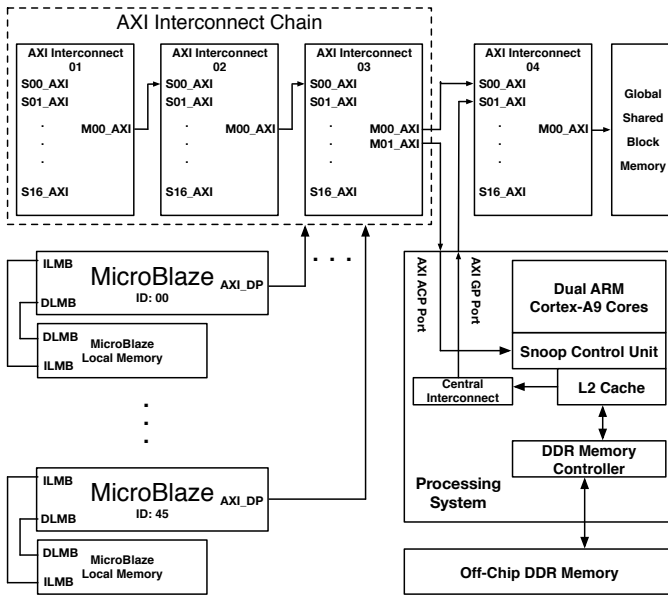 AXI Interconnect Chain
AXI Interconnect
01
S00_AXI
S01_AXI
.
.
.
M00_AXI
S16_AXI
AXI Interconnect
02
S00_AXI
S01_AXI
.
.
.
M00_AXI
S16_AXI
AXI Interconnect
03
S00_AXI
S01_AXI
.
.
.
M00_AXI
M01_AXI
S16_AXI
AXI Interconnect
04
S00_AXI
S01_AXI
.
.
.
M00_AXI
S16_AXI
Global
Shared
Block
Memory
ILMB
DLMB
MicroBlaze
ID: 00
AXI_DP
. . .
DLMB
ILMB
MicroBlaze
Local Memory
.
.
.
ILMB
DLMB
MicroBlaze
ID: 45
AXI_DP
DLMB
ILMB
MicroBlaze
Local Memory
AXI ACP Port
AXI GP Port
Dual ARM
Cortex-A9 Cores
Snoop Control Unit
L2 Cache
Central
Interconnect
DDR Memory
Controller
Processing
System
Off-Chip DDR Memory